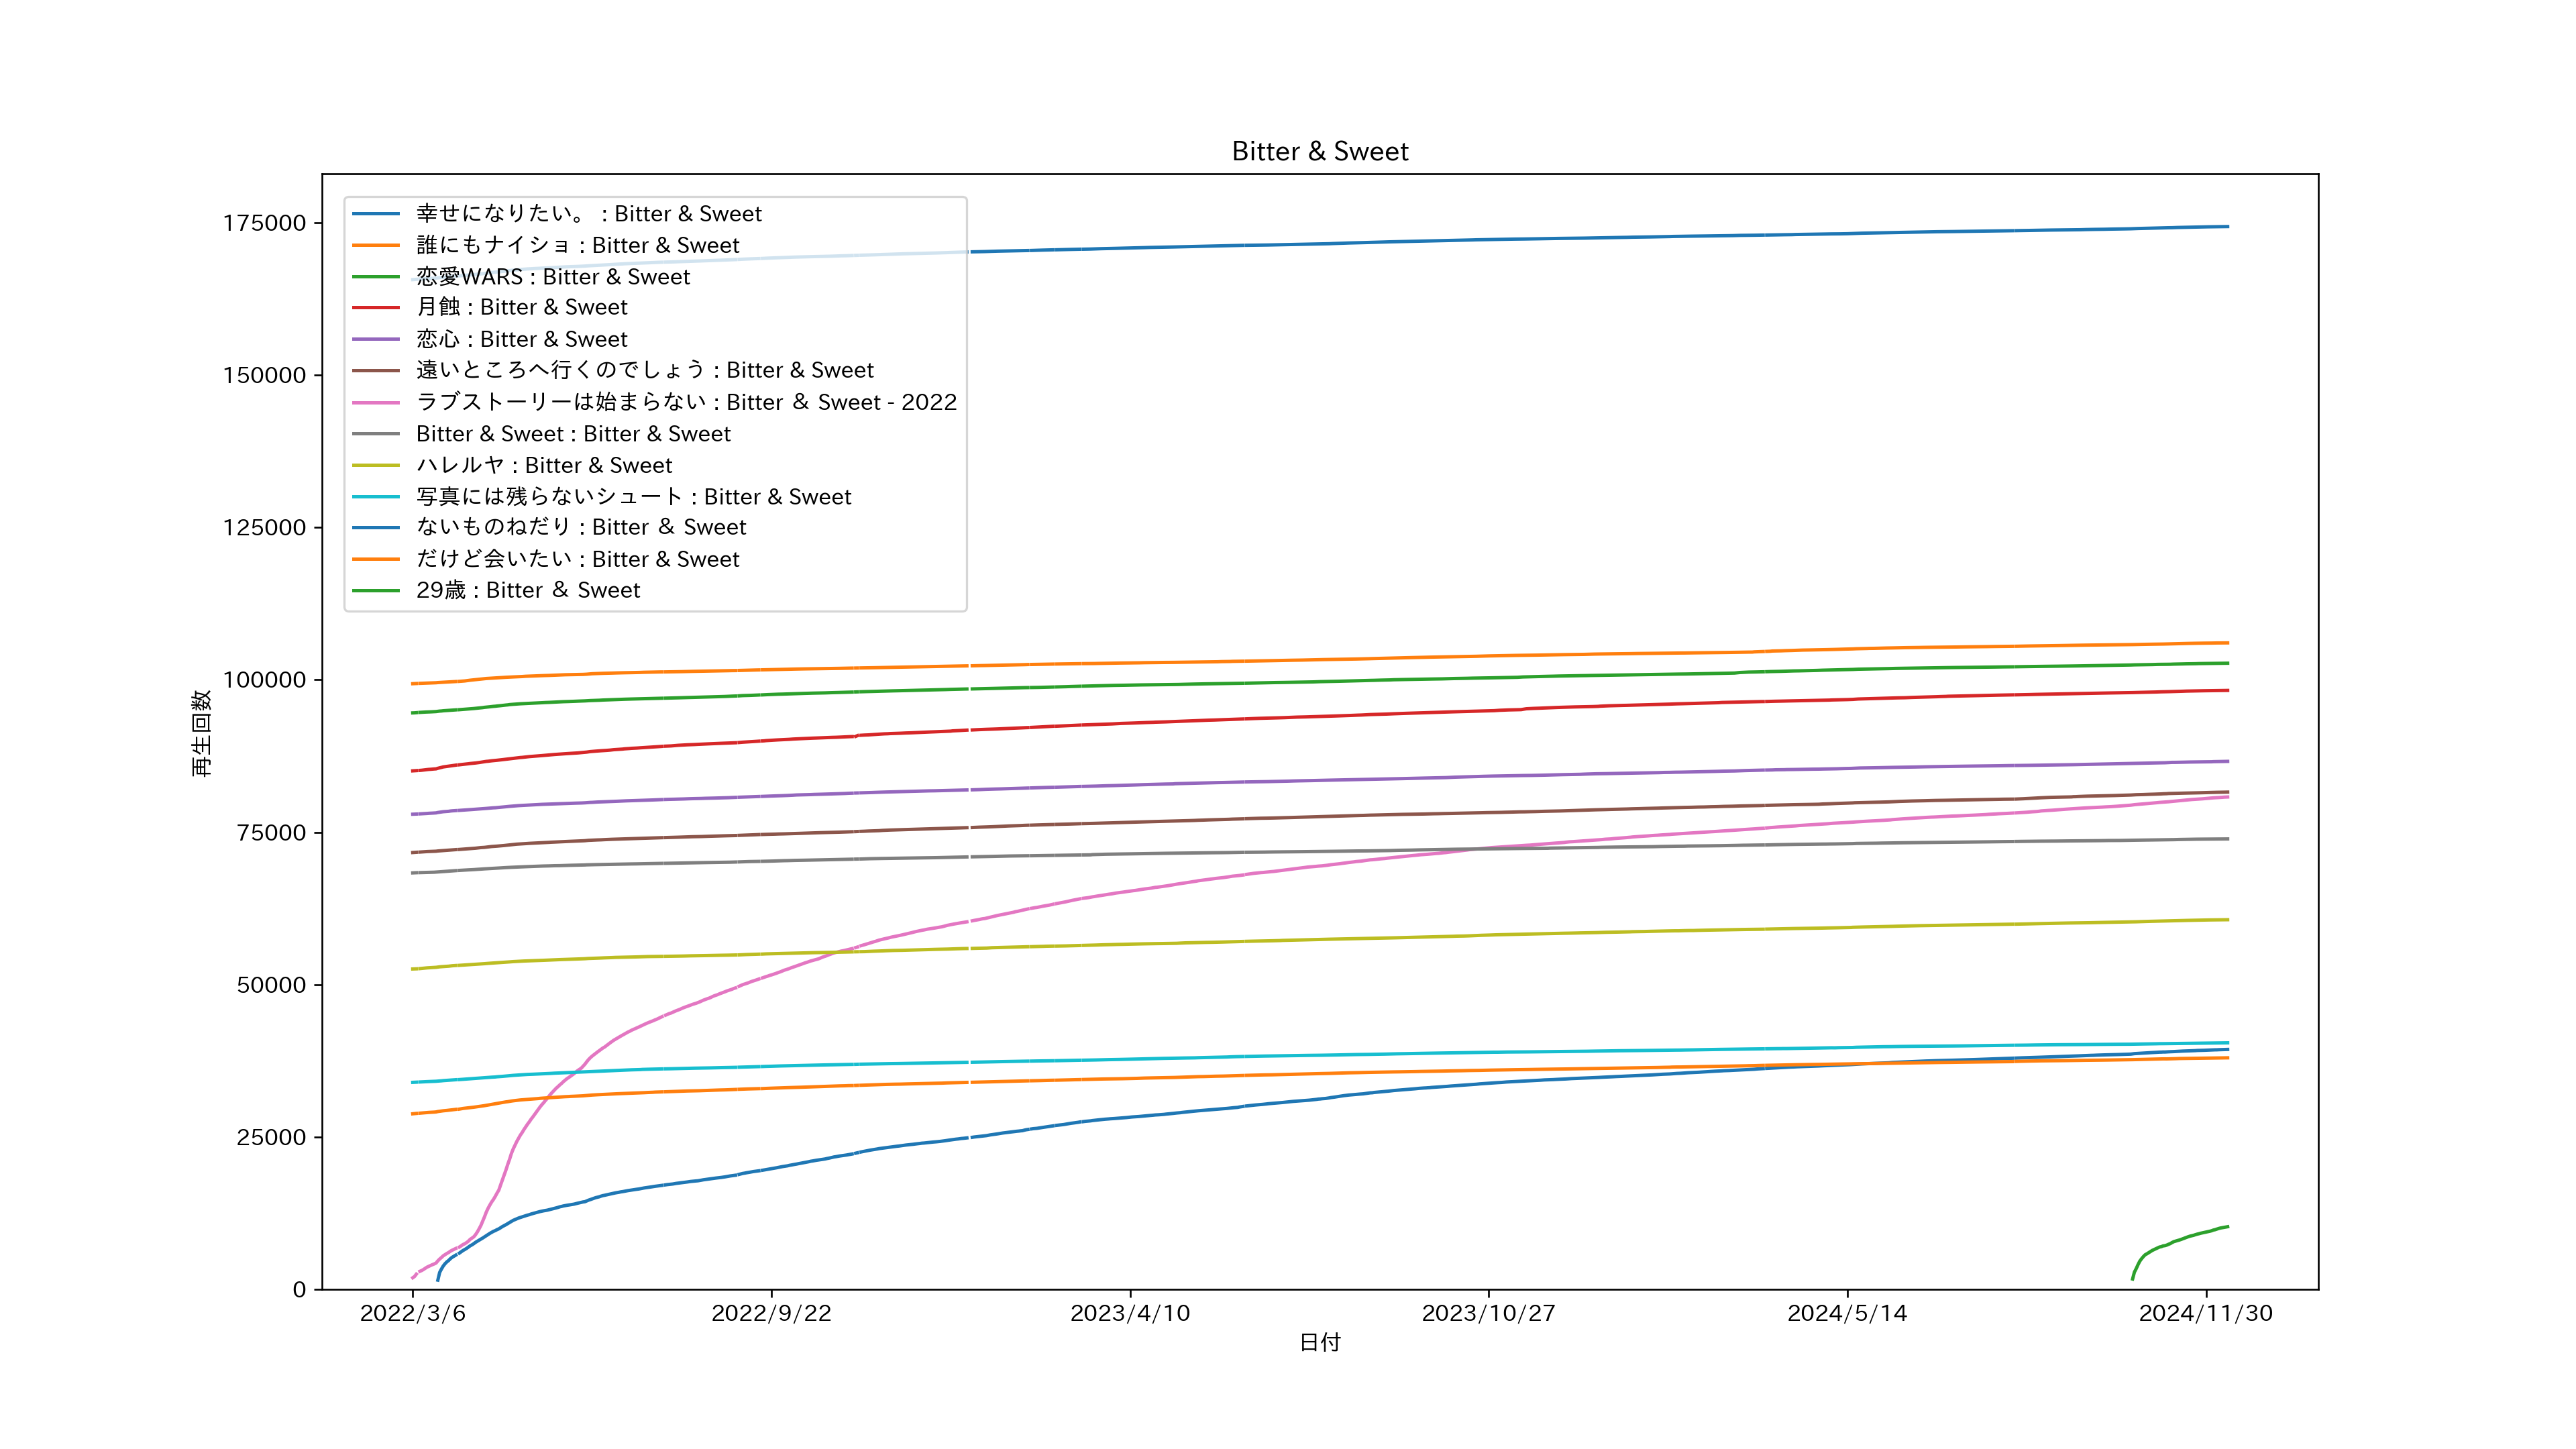 Bitter & Sweet
175000
150000
125000
100000
75000
50000
25000
0
再生回数
幸せになりたい。 : Bitter & Sweet
誰にもナイショ : Bitter & Sweet
恋愛WARS : Bitter & Sweet
月蝕 : Bitter & Sweet
恋心 : Bitter & Sweet
遠いところへ行くのでしょう : Bitter & Sweet
ラブストーリーは始まらない : Bitter ＆ Sweet - 2022
Bitter & Sweet : Bitter & Sweet
ハレルヤ : Bitter & Sweet
写真には残らないシュート : Bitter & Sweet
ないものねだり : Bitter ＆ Sweet
だけど会いたい : Bitter & Sweet
29歳 : Bitter ＆ Sweet
2022/3/6 2022/9/22 2023/4/10 2023/10/27 2024/5/14 2024/11/30
日付